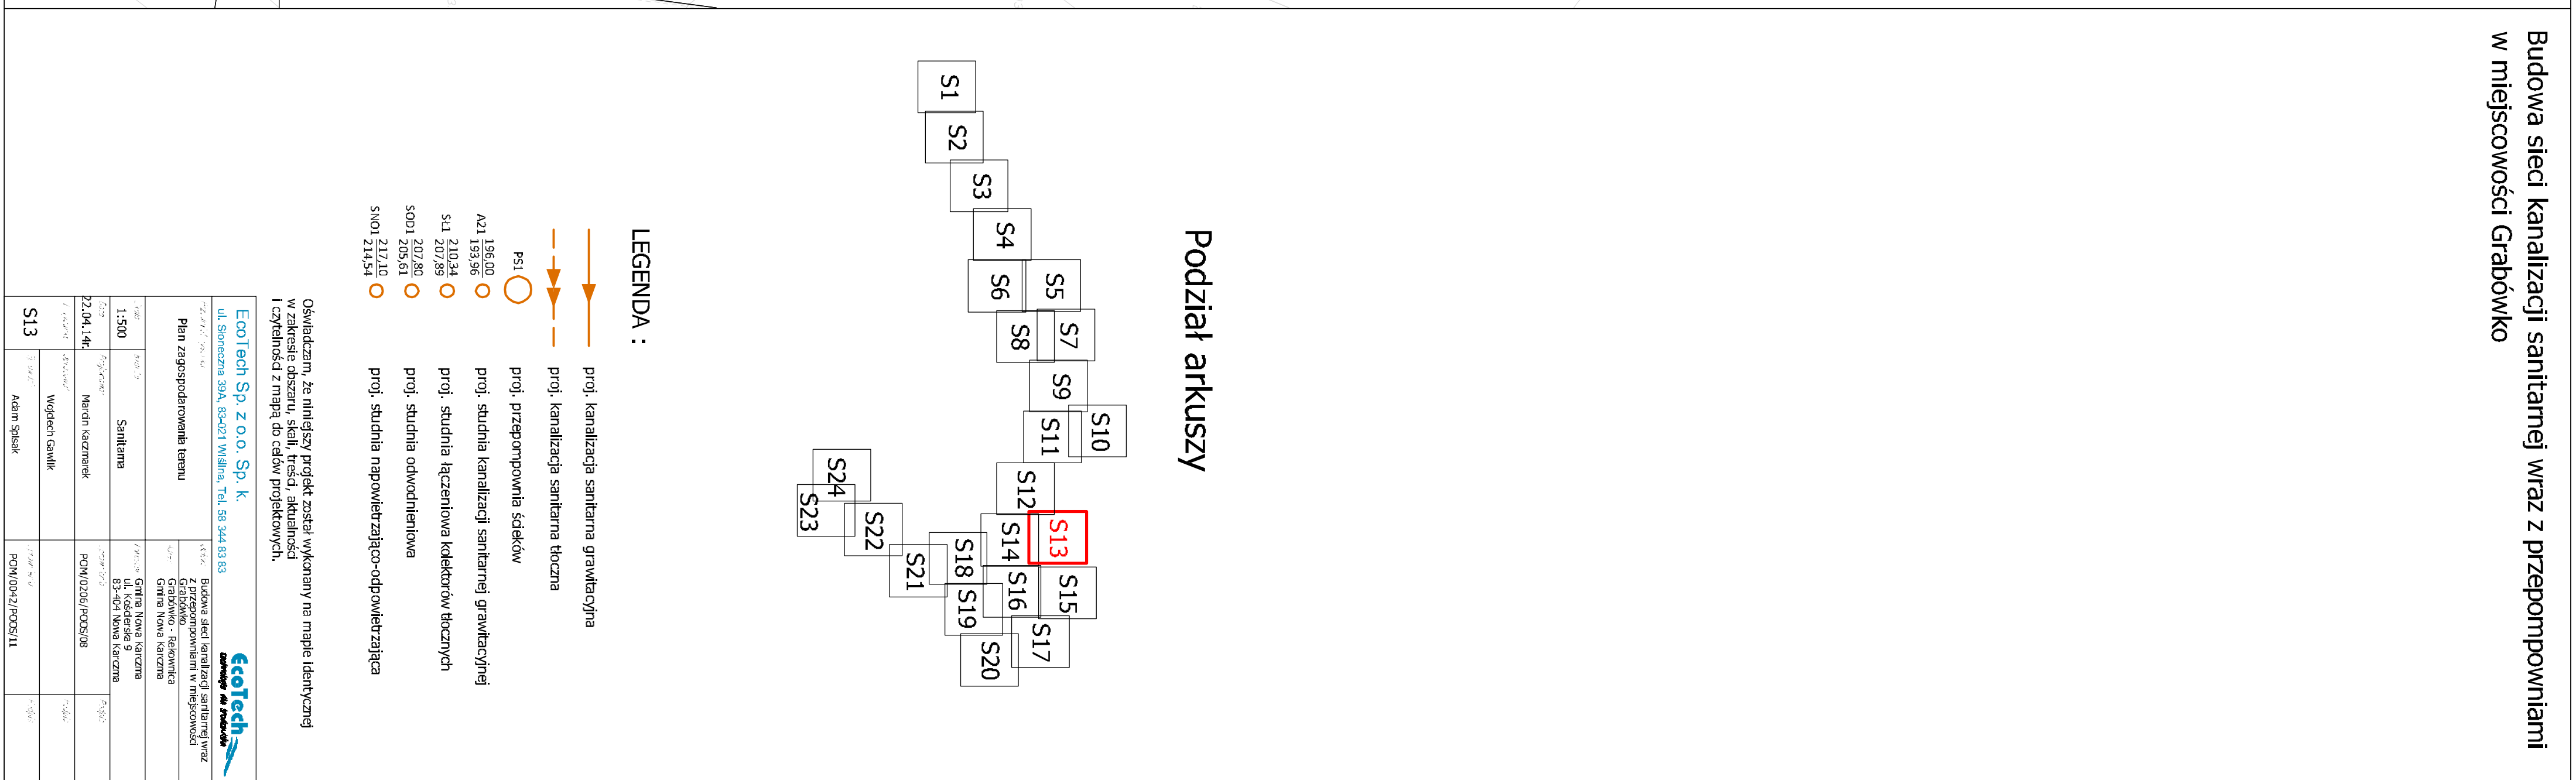 Budowa sieci kanalizacji sanitarnej wraz z przepompowniami
w miejscowości Grabówko
Podział arkuszy
S1
S2
S3
S4
S5
S6
S7
S8
S9
S10
S11
S12
S13
S14
S15
S16
S17
S18
S19
S20
S21
S22
S23
S24
LEGENDA :
proj. kanalizacja sanitarna grawitacyjna
proj. kanalizacja sanitarna tłoczna
PS1 proj. przepompownia ścieków
A21 196,00 193,96 proj. studnia kanalizacji sanitarnej grawitacyjnej
SŁ1 210,34 207,89 proj. studnia łączeniowa kolektorów tłocznych
SOD1 207,80 205,61 proj. studnia odwodnieniowa
SNO1 217,10 214,54 proj. studnia napowietrzająco-odpowietrzająca
Oświadczam, że niniejszy projekt został wykonany na mapie identycznej
w zakresie obszaru, skali, treści, aktualności
i czytelności z mapą do celów projektowych.
EcoTech Sp. z o.o. Sp. k.
ul. Słoneczna 39A, 83-021 Wiślina, Tel. 58 344 83 83
EcoTech
Plan zagospodarowania terenu
Budowa sieci kanalizacji sanitarnej wraz
z przepompowniami w miejscowości
Grabówko
Grabówko - Rekownica
Gmina Nowa Karczma
1:500
Sanitarna
Gmina Nowa Karczma
ul. Kościerska 9
83-404 Nowa Karczma
22.04.14r.
Marcin Kaczmarek
POM/0206/POOS/08
Wojciech Gawlik
S13
Adam Spisak
POM/0042/POOS/11